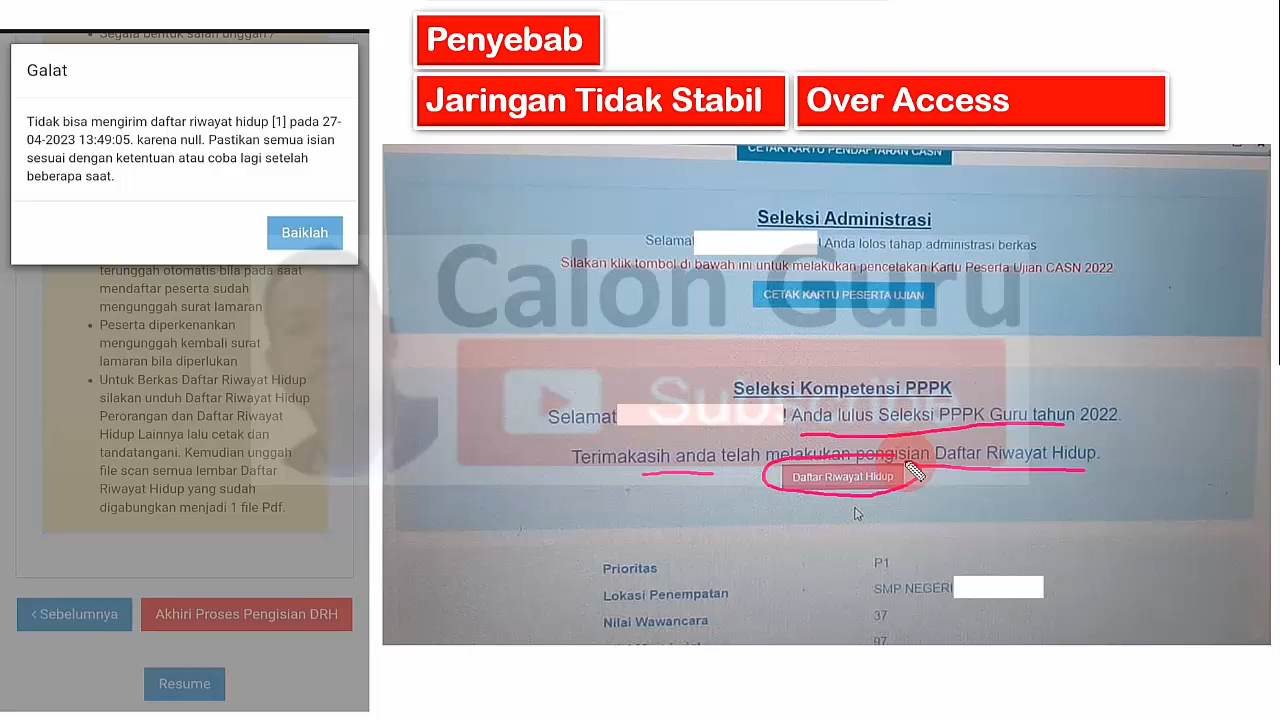 Penyebab
Jaringan Tidak Stabil
Over Access
Segala bentuk salah unggah /
Galat
Tidak bisa mengirim daftar riwayat hidup [1] pada 27-
04-2023 13:49:05. karena null. Pastikan semua isian
sesuai dengan ketentuan atau coba lagi setelah
beberapa saat.
Baiklah
terunggah otomatis bila pada saat
mendaftar peserta sudah
mengunggah surat lamaran
Peserta diperkenankan
mengunggah kembali surat
lamaran bila diperlukan
Untuk Berkas Daftar Riwayat Hidup
silakan unduh Daftar Riwayat Hidup
Perorangan dan Daftar Riwayat
Hidup Lainnya lalu cetak dan
tandatangani. Kemudian unggah
file scan semua lembar Daftar
Riwayat Hidup yang sudah
digabungkan menjadi 1 file Pdf.
< Sebelumnya
Akhiri Proses Pengisian DRH
Resume
CETAK KARTU PENDAFTARAN CASN
Seleksi Administrasi
Selamat ! Anda lolos tahap administrasi berkas
Silakan klik tombol di bawah ini untuk melakukan pencetakan Kartu Peserta Ujian CASN 2022
CETAK KARTU PESERTA UJIAN
Calon Guru
Subscribe
Seleksi Kompetensi PPPK
Selamat ! Anda lulus Seleksi PPPK Guru tahun 2022.
Terimakasih anda telah melakukan pengisian Daftar Riwayat Hidup.
Daftar Riwayat Hidup
Prioritas P1
Lokasi Penempatan SMP NEGERI
Nilai Wawancara 37
97